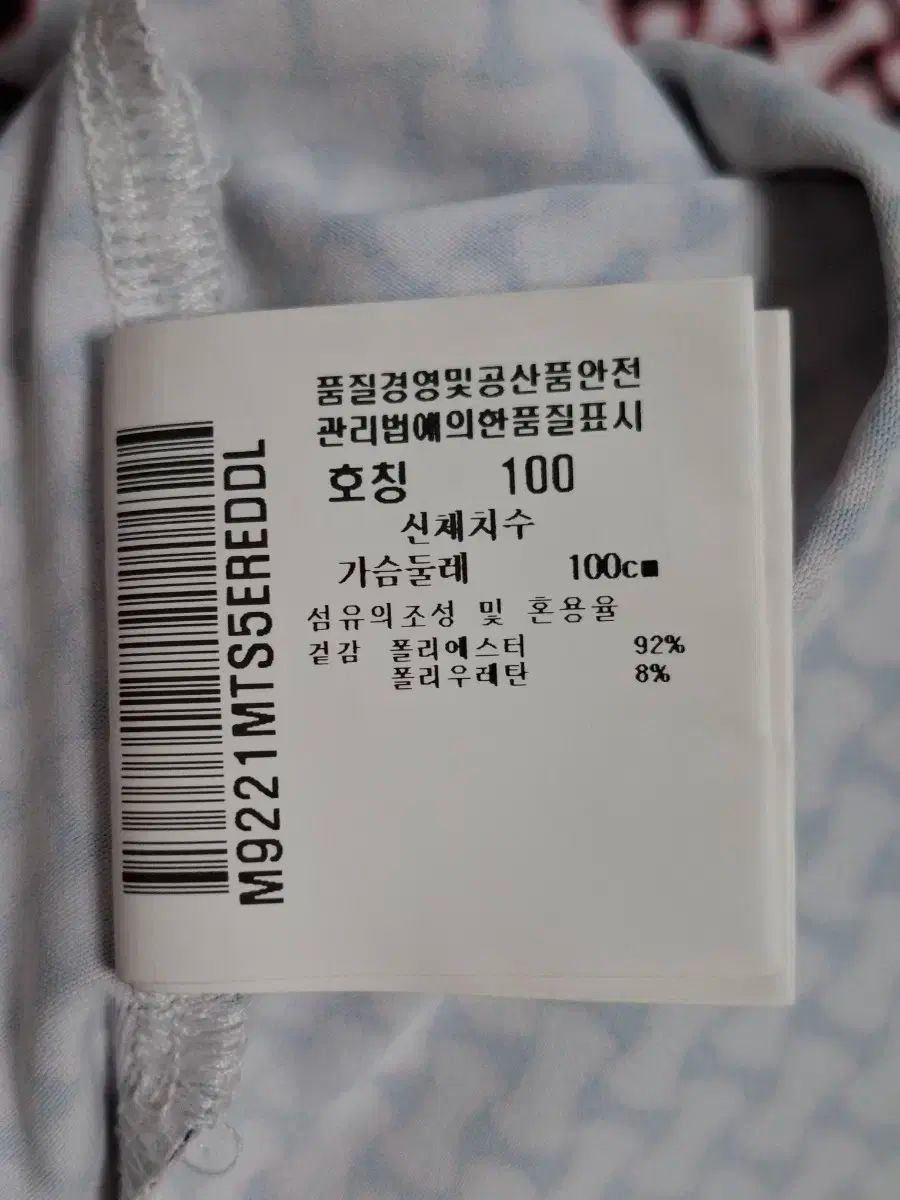 품질경영및공산품안전
관리법에의한품질표시
호칭 100
신체치수
가슴둘레 100cm
섬유의조성 및 혼용율
겉감 폴리에스터 92%
폴리우레탄 8%
M9221MTS5EREDDL